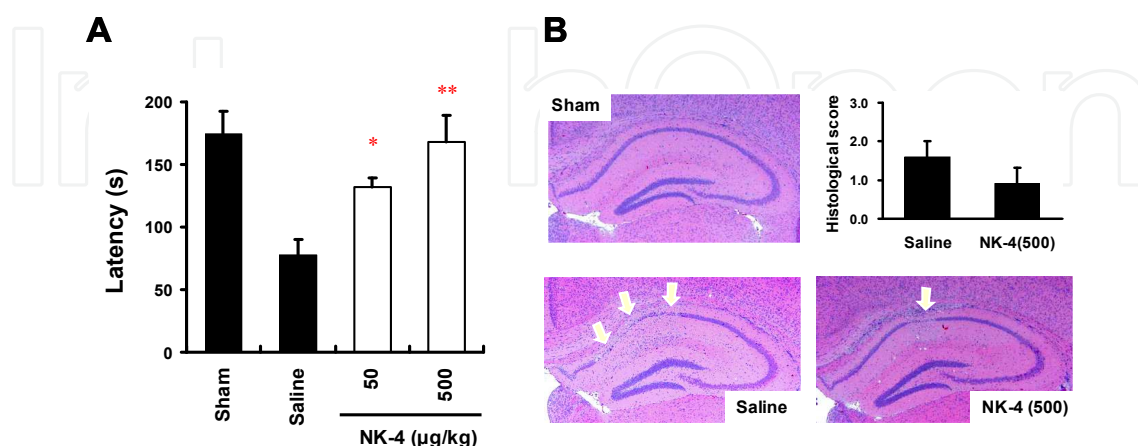 A
Latency (s)
200
150
100
50
0
**
*
Sham
Saline
50
500
NK-4 (µg/kg)
B
Sham
Histological score
3.0
2.0
1.0
0.0
Saline
NK-4(500)
Saline
NK-4 (500)